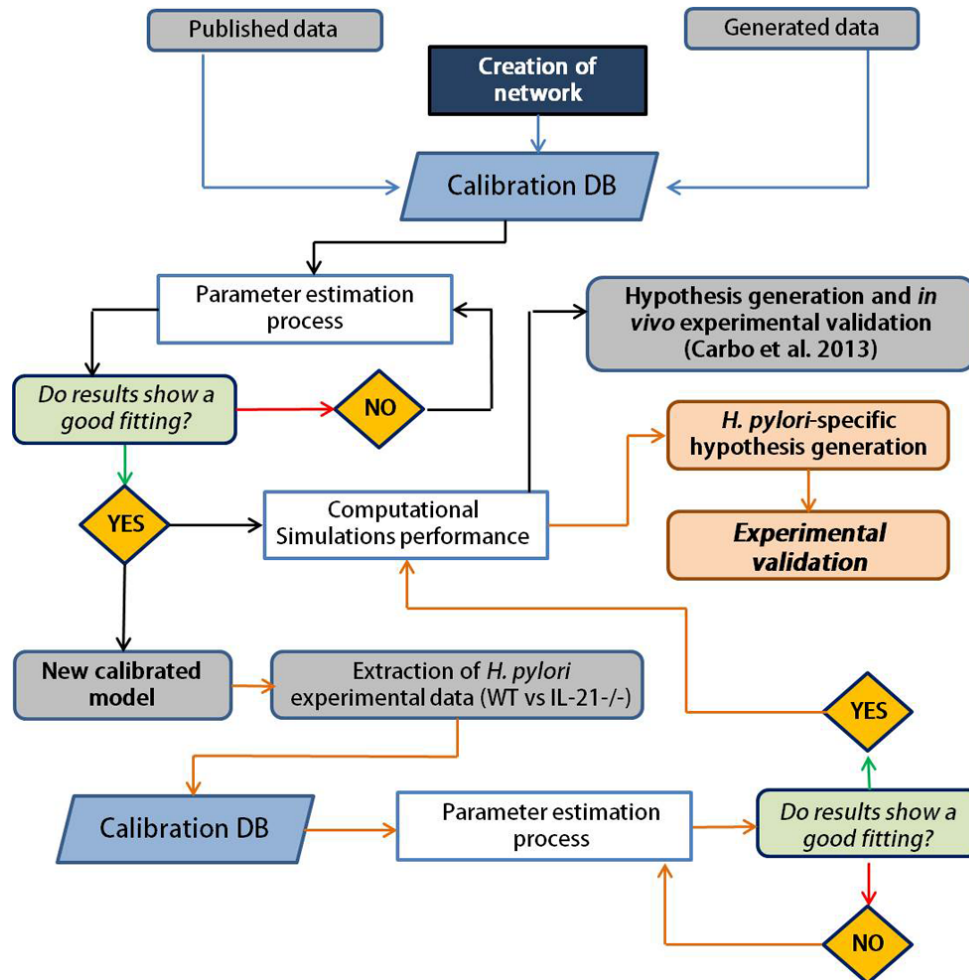 Published data
Generated data
Creation of
network
Calibration DB
Parameter estimation
process
Hypothesis generation and in
vivo experimental validation
(Carbo et al. 2013)
Do results show a
good fitting?
NO
H. pylori-specific
hypothesis generation
YES
Computational
Simulations performance
Experimental
validation
New calibrated
model
Extraction of H. pylori
experimental data (WT vs IL-21-/-)
YES
Calibration DB
Parameter estimation
process
Do results show a
good fitting?
NO